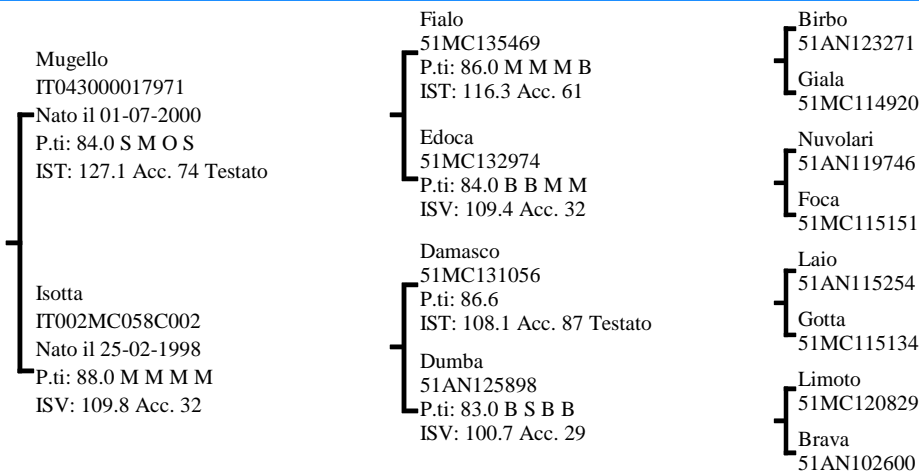 Mugello
IT043000017971
Nato il 01-07-2000
P.ti: 84.0 S M O S
IST: 127.1 Acc. 74 Testato
Isotta
IT002MC058C002
Nato il 25-02-1998
P.ti: 88.0 M M M M
ISV: 109.8 Acc. 32
Fialo
51MC135469
P.ti: 86.0 M M M B
IST: 116.3 Acc. 61
Edoca
51MC132974
P.ti: 84.0 B B M M
ISV: 109.4 Acc. 32
Damasco
51MC131056
P.ti: 86.6
IST: 108.1 Acc. 87 Testato
Dumba
51AN125898
P.ti: 83.0 B S B B
ISV: 100.7 Acc. 29
Birbo
51AN123271
Giala
51MC114920
Nuvolari
51AN119746
Foca
51MC115151
Laio
51AN115254
Gotta
51MC115134
Limoto
51MC120829
Brava
51AN102600